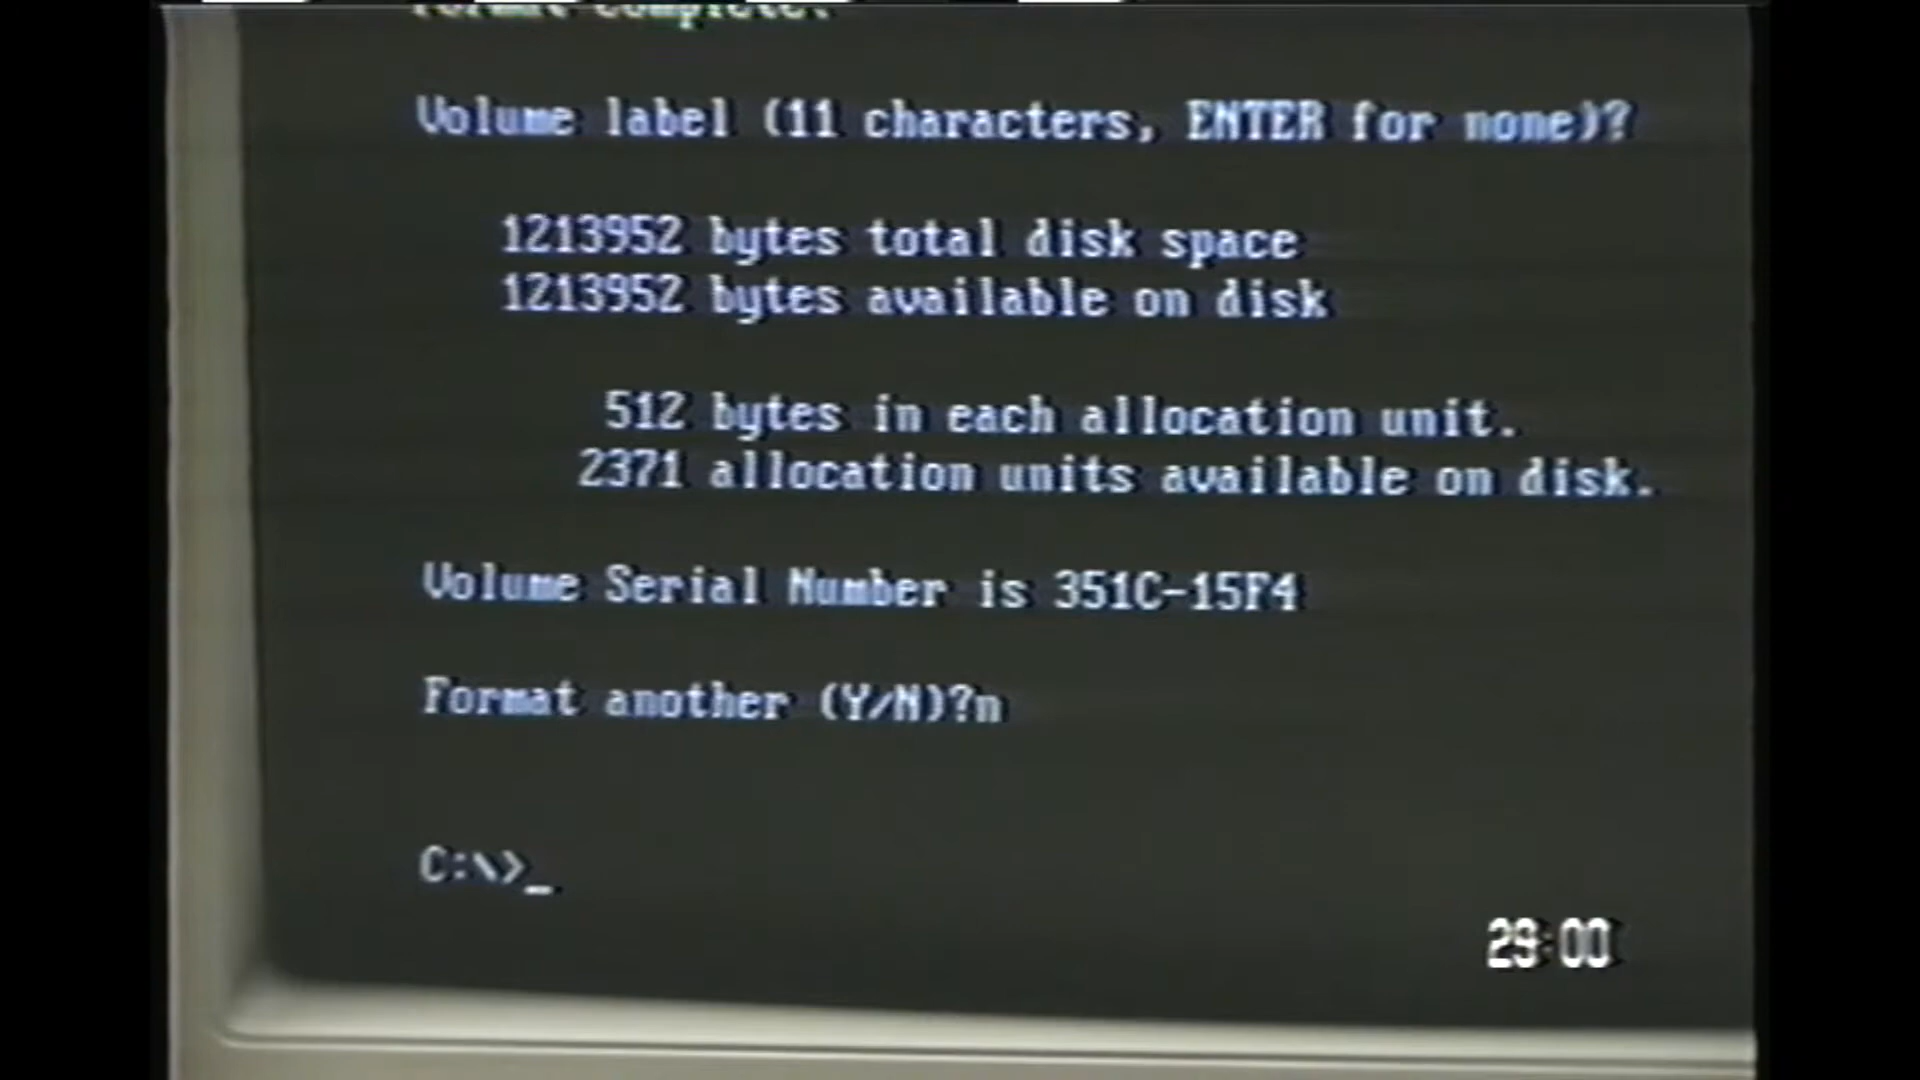 Format complete.
Volume label (11 characters, ENTER for none)?
1213952 bytes total disk space
1213952 bytes available on disk
512 bytes in each allocation unit.
2371 allocation units available on disk.
Volume Serial Number is 351C-15F4
Format another (Y/N)?n
C:\>_
29:00